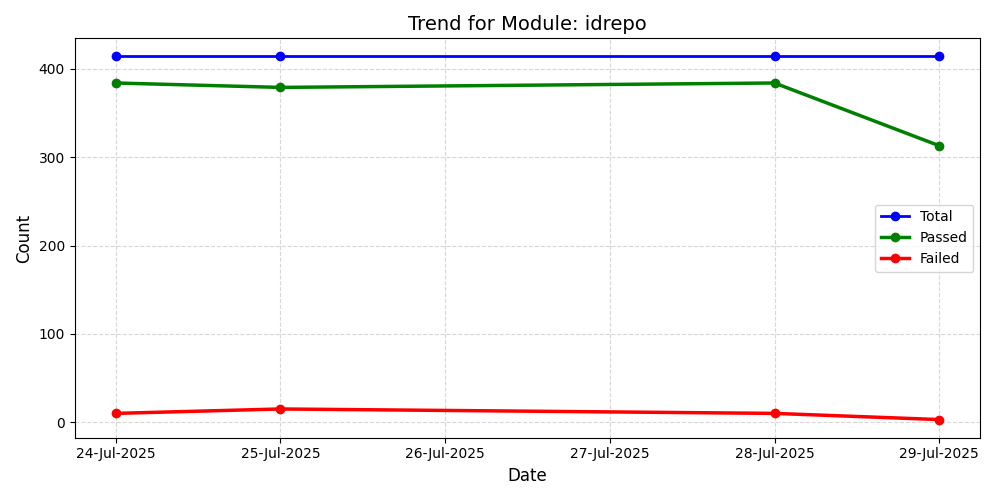 Trend for Module: idrepo
400
300
200
100
0
Count
Total
Passed
Failed
24-Jul-2025 25-Jul-2025 26-Jul-2025 27-Jul-2025 28-Jul-2025 29-Jul-2025
Date